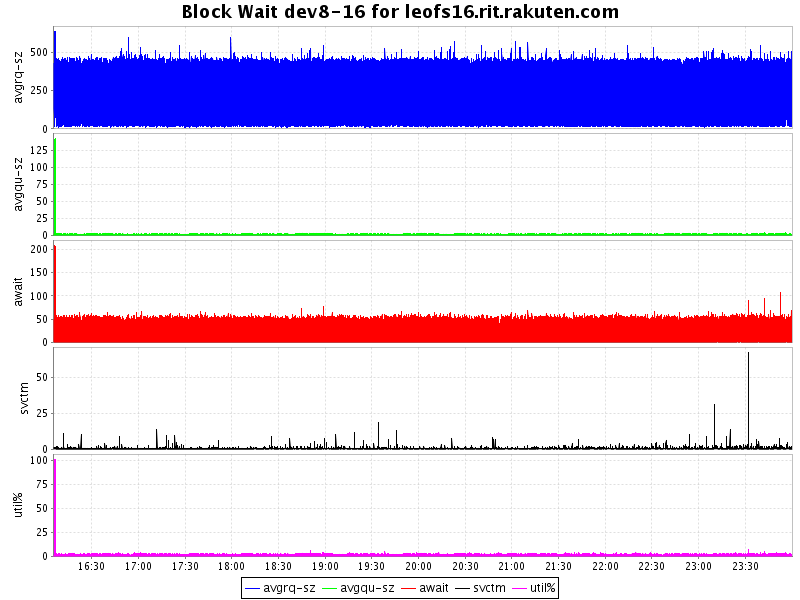 Block Wait dev8-16 for leofs16.rit.rakuten.com
avgrq-sz
500
250
0
avgqu-sz
125
100
75
50
25
0
await
200
150
100
50
0
svctm
50
25
0
util%
100
75
50
25
0
16:30 17:00 17:30 18:00 18:30 19:00 19:30 20:00 20:30 21:00 21:30 22:00 22:30 23:00 23:30
avgrq-sz avgqu-sz await svctm util%